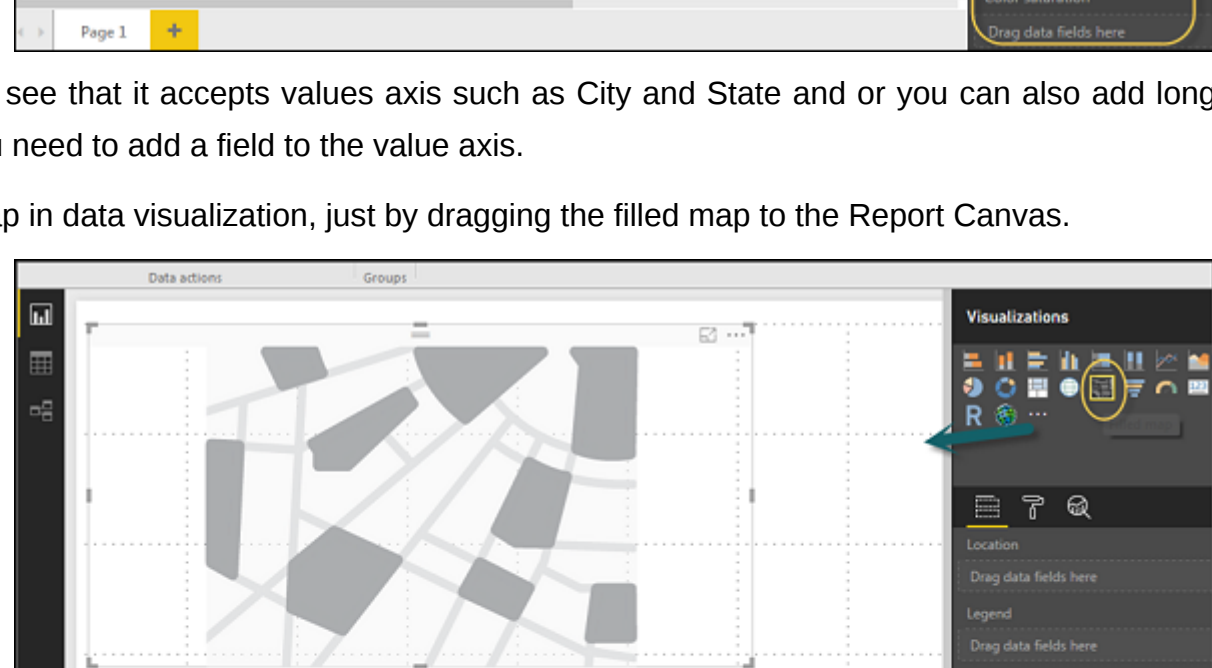 Color saturation
Page 1 +
Drag data fields here
see that it accepts values axis such as City and State and or you can also add long
need to add a field to the value axis.
p in data visualization, just by dragging the filled map to the Report Canvas.
Data actions Groups
Visualizations
R
Filled map
Location
Drag data fields here
Legend
Drag data fields here